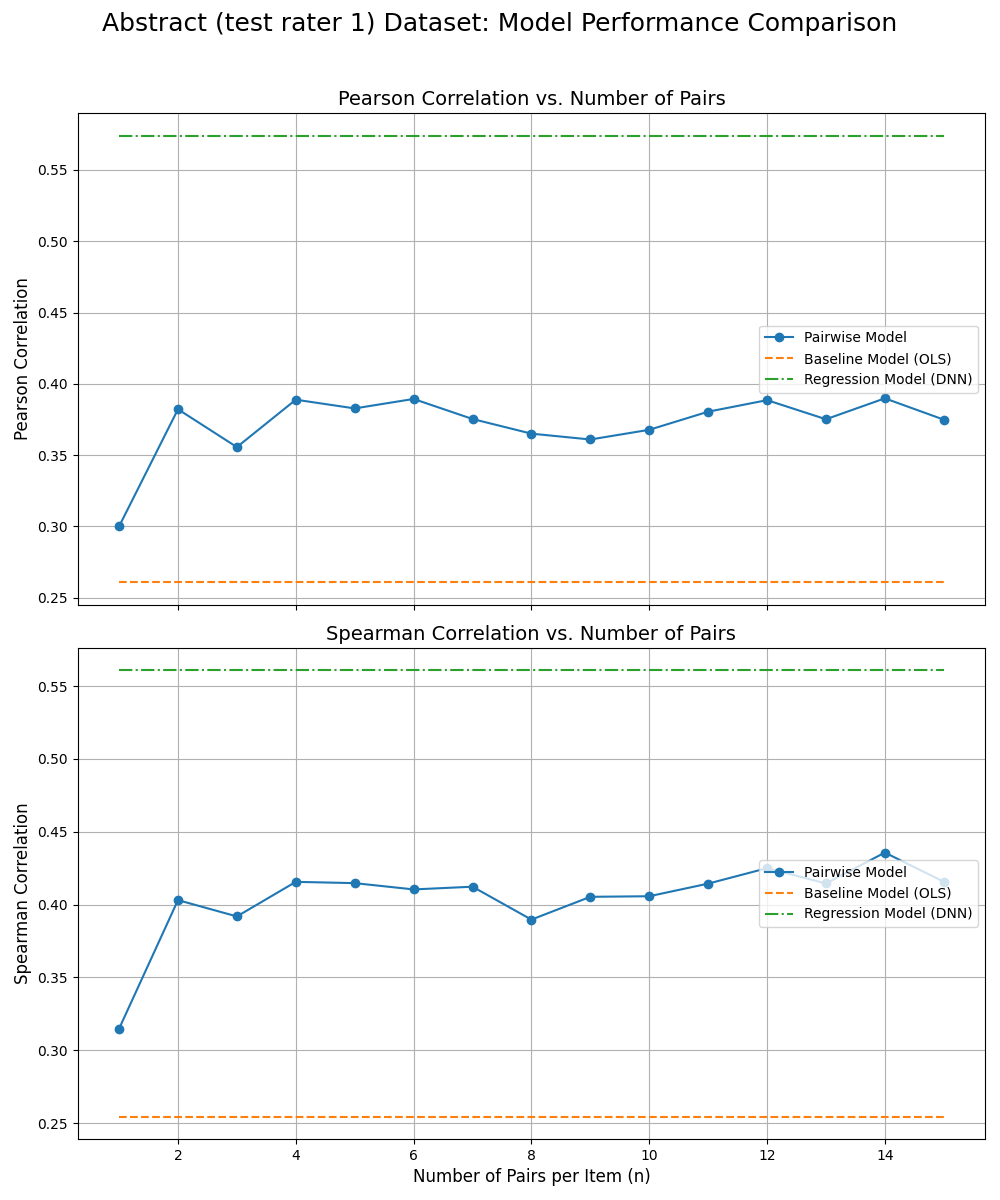 Abstract (test rater 1) Dataset: Model Performance Comparison
Pearson Correlation vs. Number of Pairs
Pearson Correlation
0.55
0.50
0.45
0.40
0.35
0.30
0.25
Pairwise Model
Baseline Model (OLS)
Regression Model (DNN)
Spearman Correlation vs. Number of Pairs
Spearman Correlation
0.55
0.50
0.45
0.40
0.35
0.30
0.25
Pairwise Model
Baseline Model (OLS)
Regression Model (DNN)
2 4 6 8 10 12 14
Number of Pairs per Item (n)